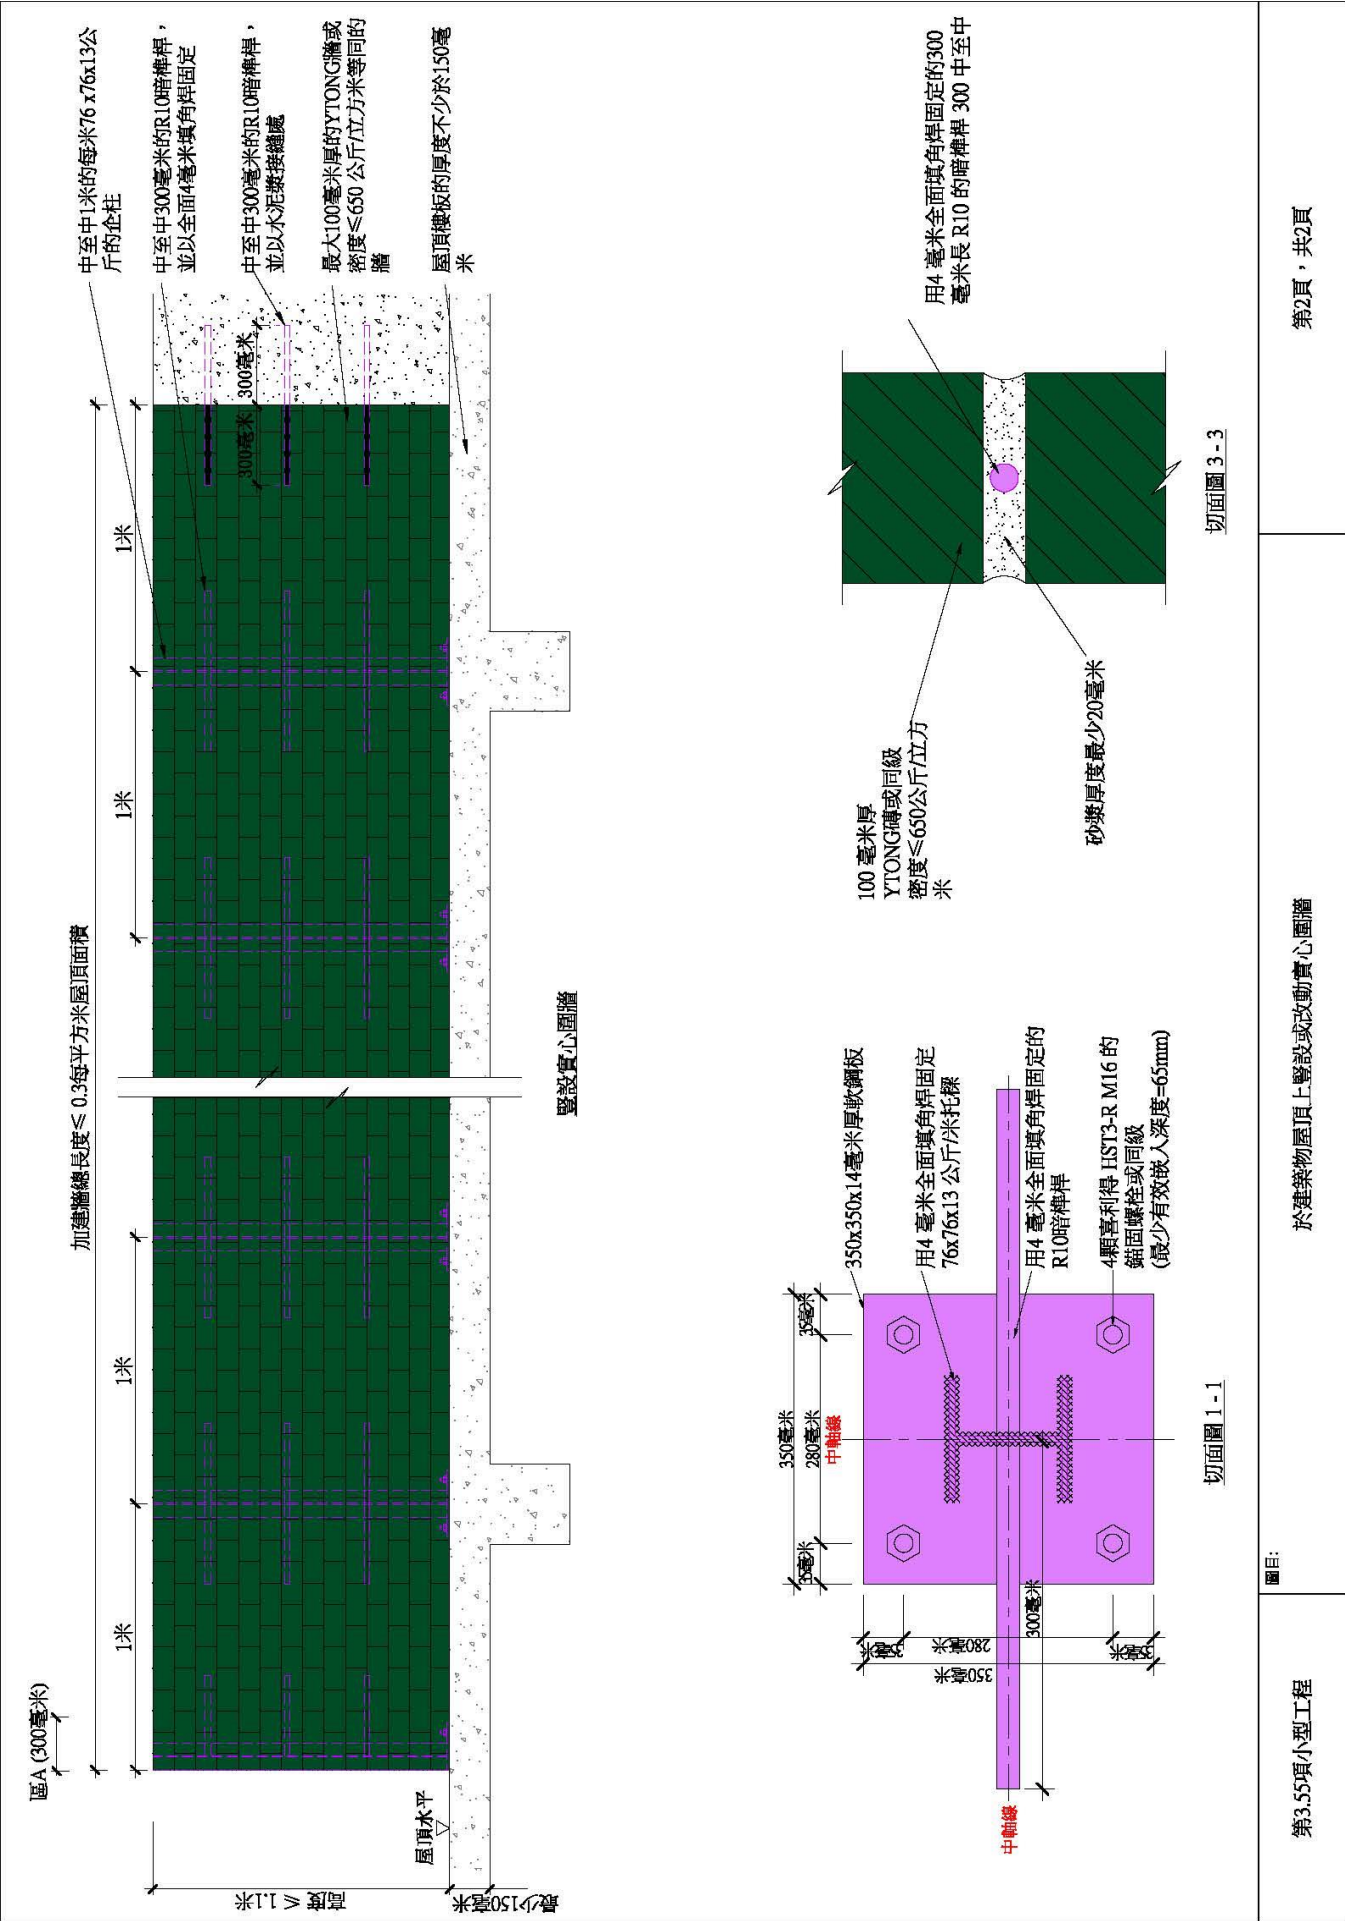 區A (300毫米)
加建牆總長度≤ 0.3每平方米屋頂面積
1米
1米
1米
1米
中至中1米的每米76 x76x13公
斤的企柱
中至中300毫米的R10暗榫桿，
並以全面4毫米填角焊固定
中至中300毫米的R10暗榫桿，
並以水泥漿接縫處
最大100毫米厚的YTONG牆或
密度≤650 公斤/立方米等同的
牆
屋頂樓板的厚度不少於150毫
米
300毫米
300毫米
屋頂水平
高度 ≤ 1.1米
最少150毫米
豎設實心圍牆
350毫米
35毫米
280毫米
35毫米
中軸線
350x350x14毫米厚軟鋼板
用4 毫米全面填角焊固定
76x76x13 公斤/米托樑
用4 毫米全面填角焊固定的
R10暗榫桿
4顆喜利得 HST3-R M16 的
錨固螺栓或同級
(最少有效嵌入深度=65mm)
35毫米
280毫米
35毫米
350毫米
300毫米
中軸線
切面圖 1 - 1
100 毫米厚
YTONG磚或同級
密度≤650公斤/立方
米
砂漿厚度最少20毫米
用4 毫米全面填角焊固定的300
毫米長 R10 的暗榫桿 300 中至中
切面圖 3 - 3
第3.55項小型工程
圖目:
於建築物屋頂上豎設或改動實心圍牆
第2頁，共2頁